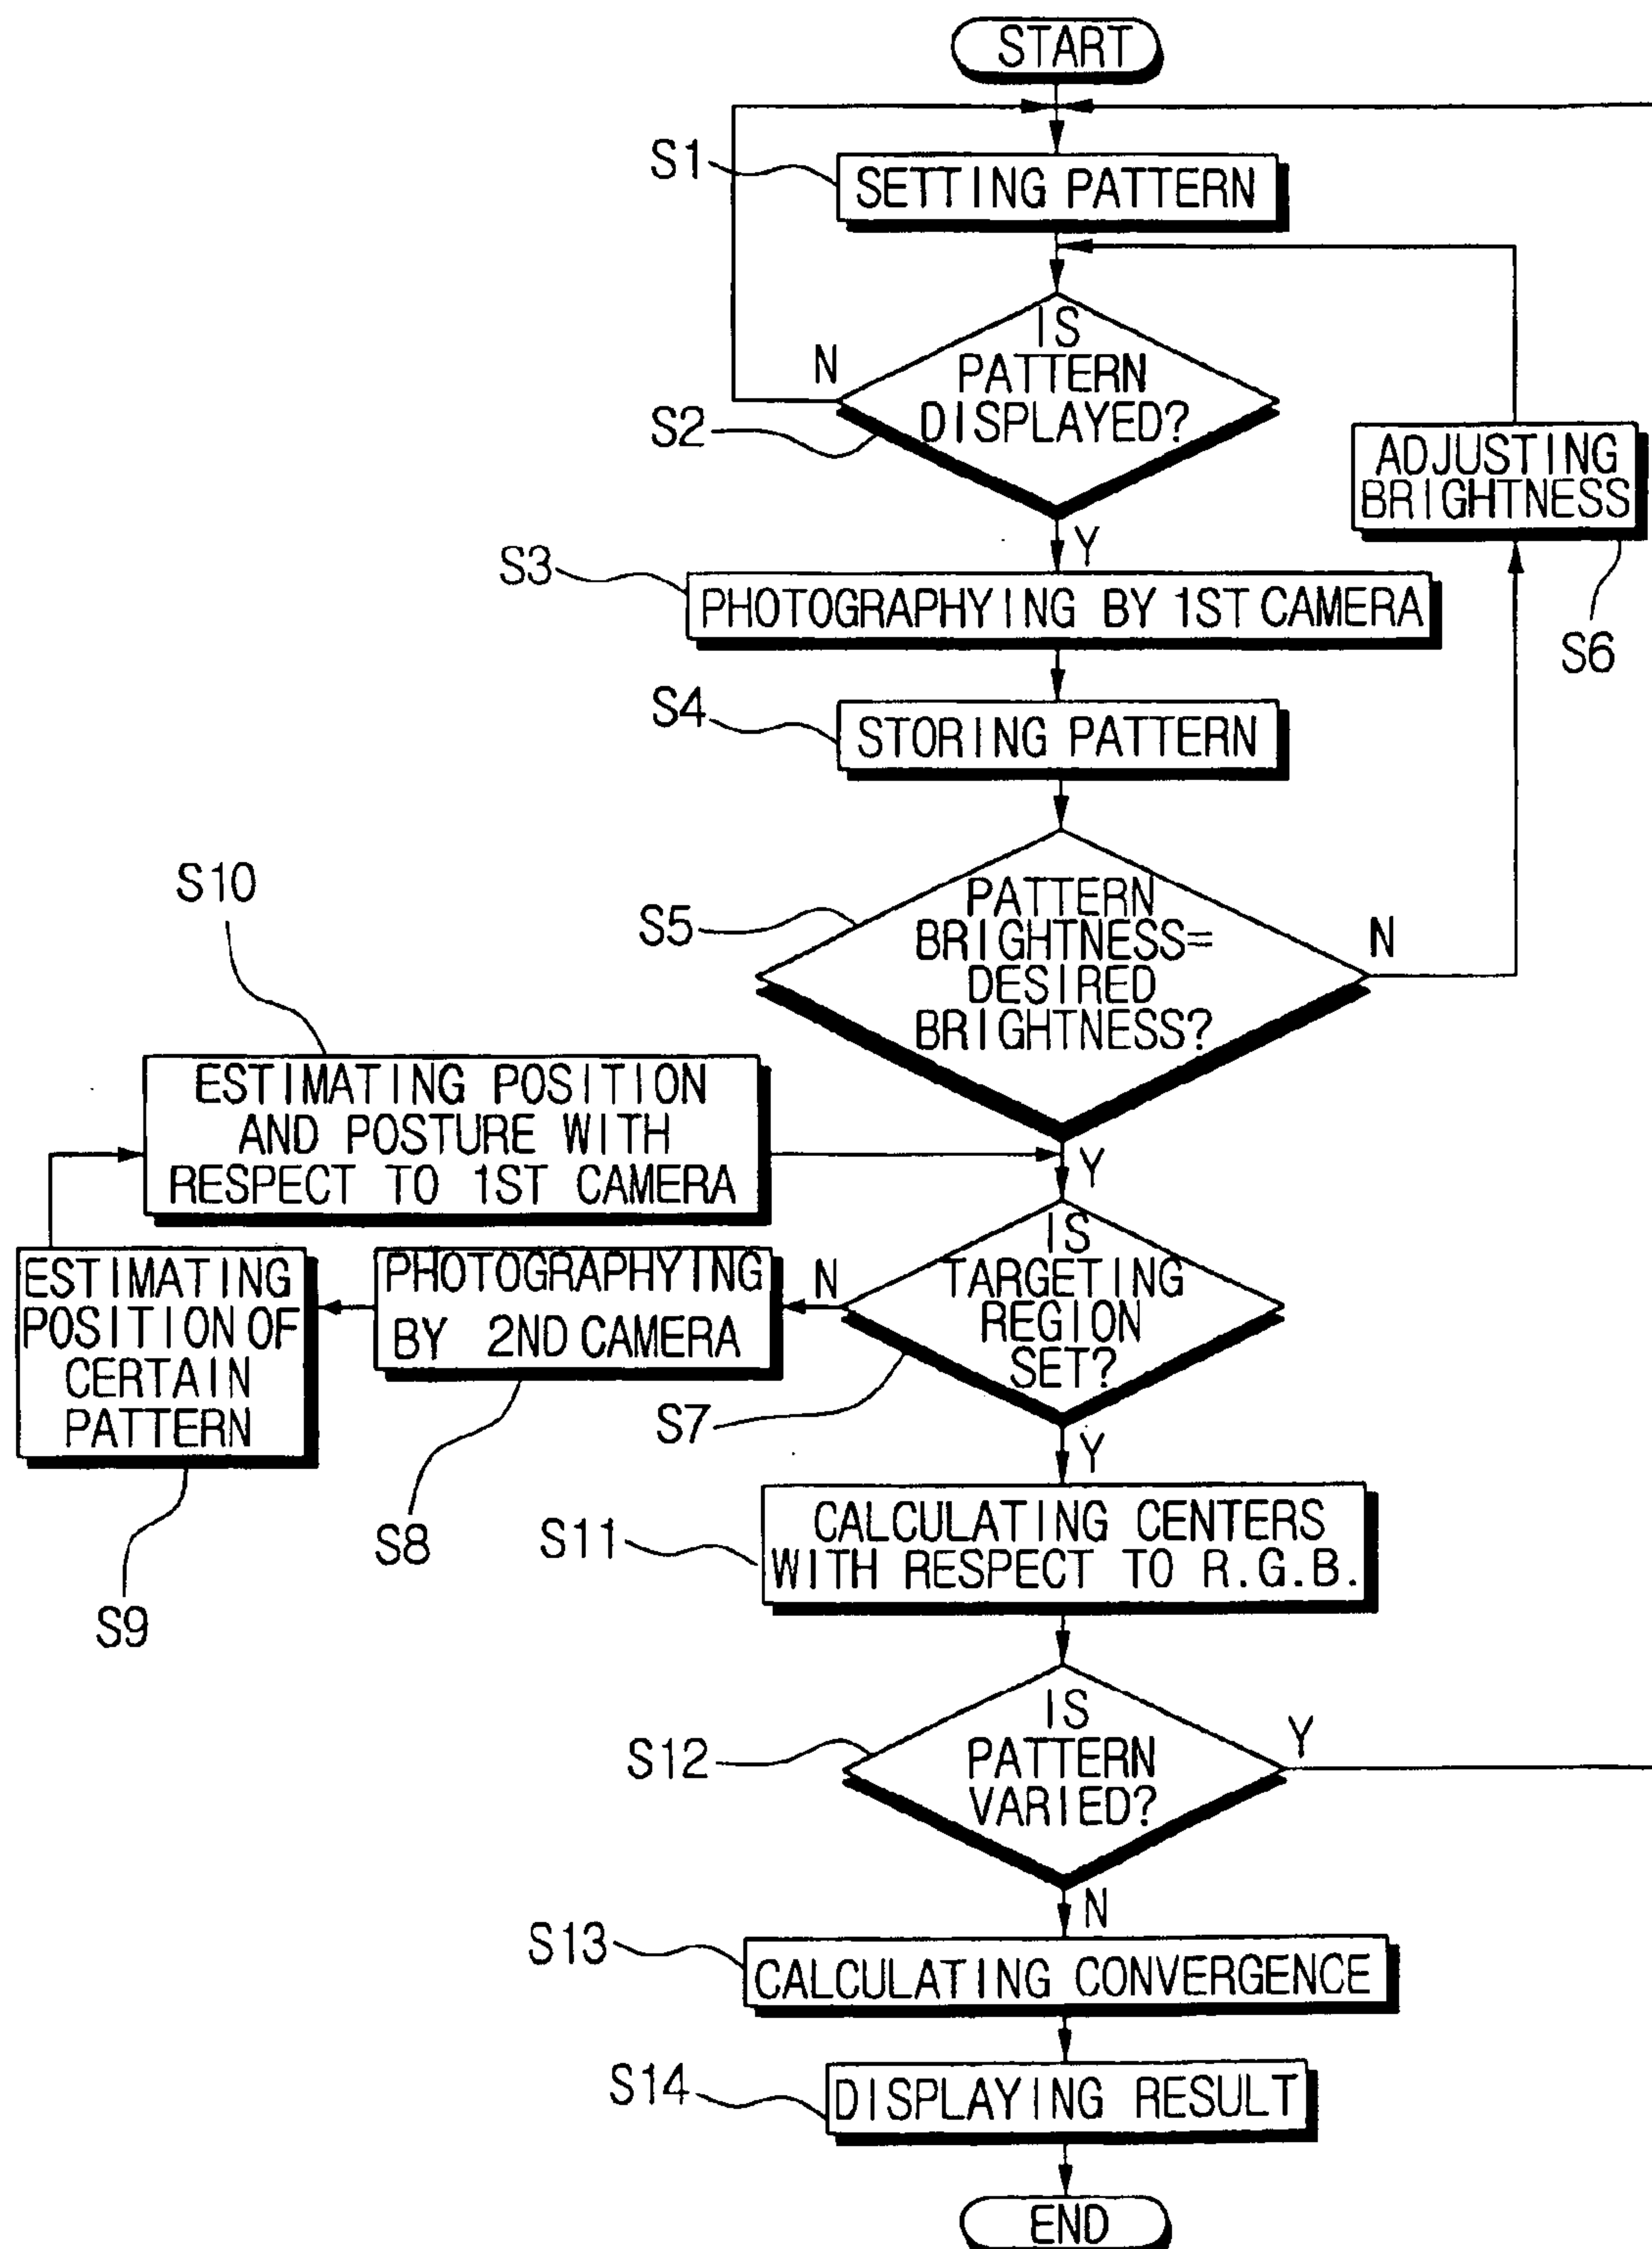 START
S1
SETTING PATTERN
IS
PATTERN
DISPLAYED?
N
S2
Y
ADJUSTING
BRIGHTNESS
S6
S3
PHOTOGRAPHYING BY 1ST CAMERA
S4
STORING PATTERN
S5
PATTERN
BRIGHTNESS=
DESIRED
BRIGHTNESS?
N
Y
S10
ESTIMATING POSITION
AND POSTURE WITH
RESPECT TO 1ST CAMERA
IS
TARGETING
REGION
SET?
N
S7
Y
PHOTOGRAPHYING
BY 2ND CAMERA
S8
ESTIMATING
POSITION OF
CERTAIN
PATTERN
S9
S11
CALCULATING CENTERS
WITH RESPECT TO R.G.B.
S12
IS
PATTERN
VARIED?
Y
N
S13
CALCULATING CONVERGENCE
S14
DISPLAYING RESULT
END